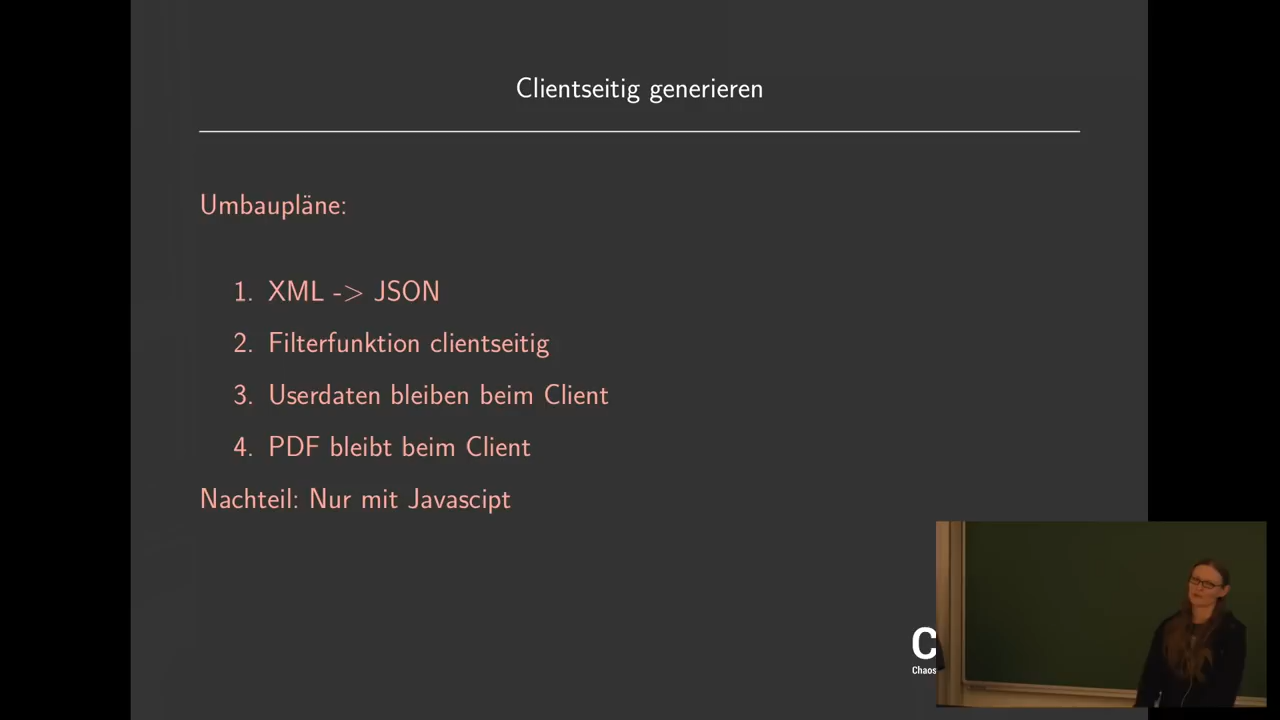 Clientseitig generieren
Umbaupläne:
1. XML -> JSON
2. Filterfunktion clientseitig
3. Userdaten bleiben beim Client
4. PDF bleibt beim Client
Nachteil: Nur mit Javascipt
C
Chaos